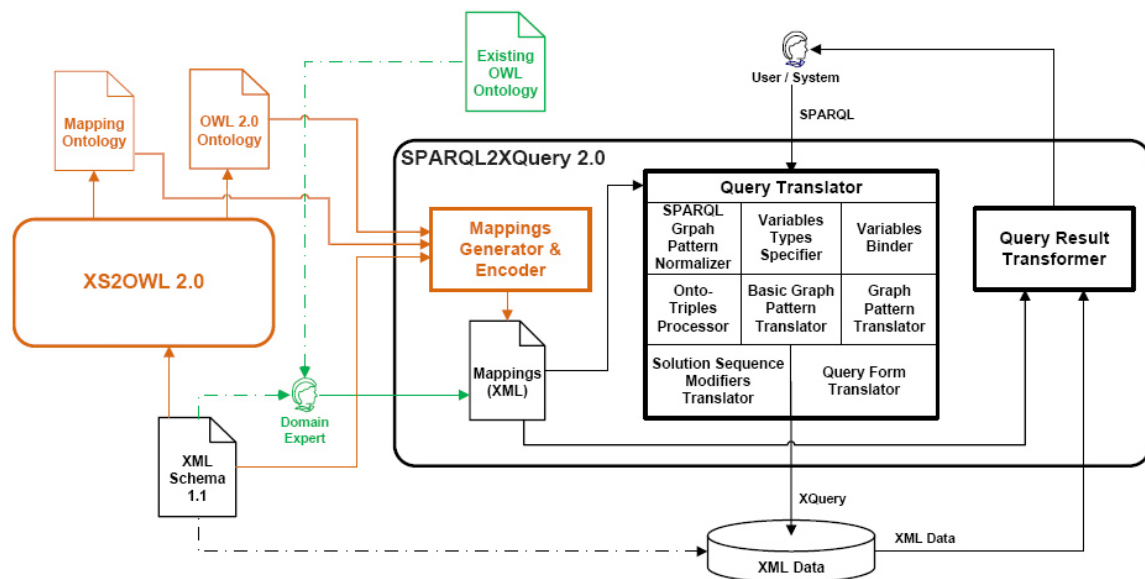 Existing
OWL
Ontology
User / System
SPARQL
Mapping
Ontology
OWL 2.0
Ontology
SPARQL2XQuery 2.0
Query Translator
SPARQL
Grpah
Pattern
Normalizer
Variables
Types
Specifier
Variables
Binder
Mappings
Generator &
Encoder
Query Result
Transformer
XS2OWL 2.0
Onto-
Triples
Processor
Basic Graph
Pattern
Translator
Graph
Pattern
Translator
Mappings
(XML)
Solution Sequence
Modifiers
Translator
Query Form
Translator
Domain
Expert
XML
Schema
1.1
XQuery
XML Data
XML Data